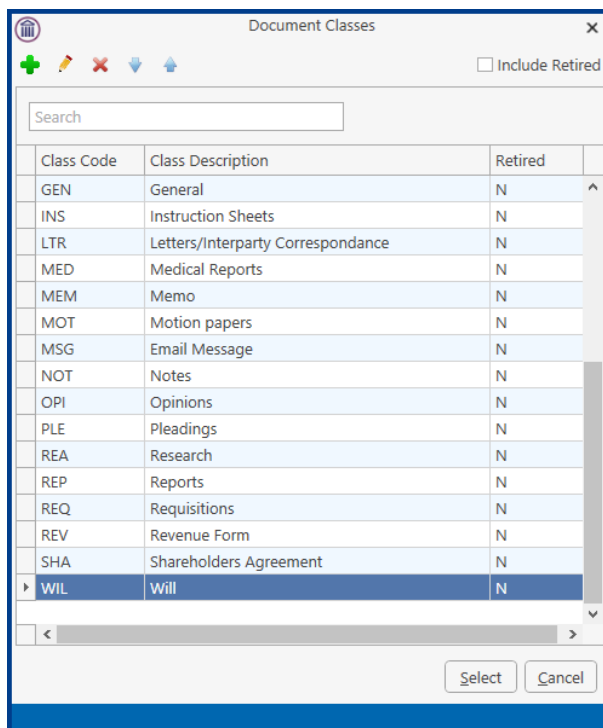 Document Classes
Include Retired
Search
Class Code Class Description Retired
GEN General N
INS Instruction Sheets N
LTR Letters/Interparty Correspondance N
MED Medical Reports N
MEM Memo N
MOT Motion papers N
MSG Email Message N
NOT Notes N
OPI Opinions N
PLE Pleadings N
REA Research N
REP Reports N
REQ Requisitions N
REV Revenue Form N
SHA Shareholders Agreement N
WIL Will N
Select Cancel